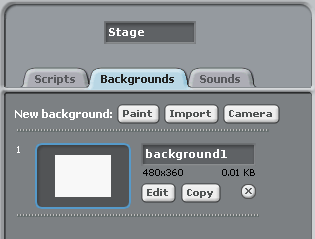 Stage
Scripts Backgrounds Sounds
New background: Paint Import Camera
1
background1
480x360 0.01 KB
Edit Copy